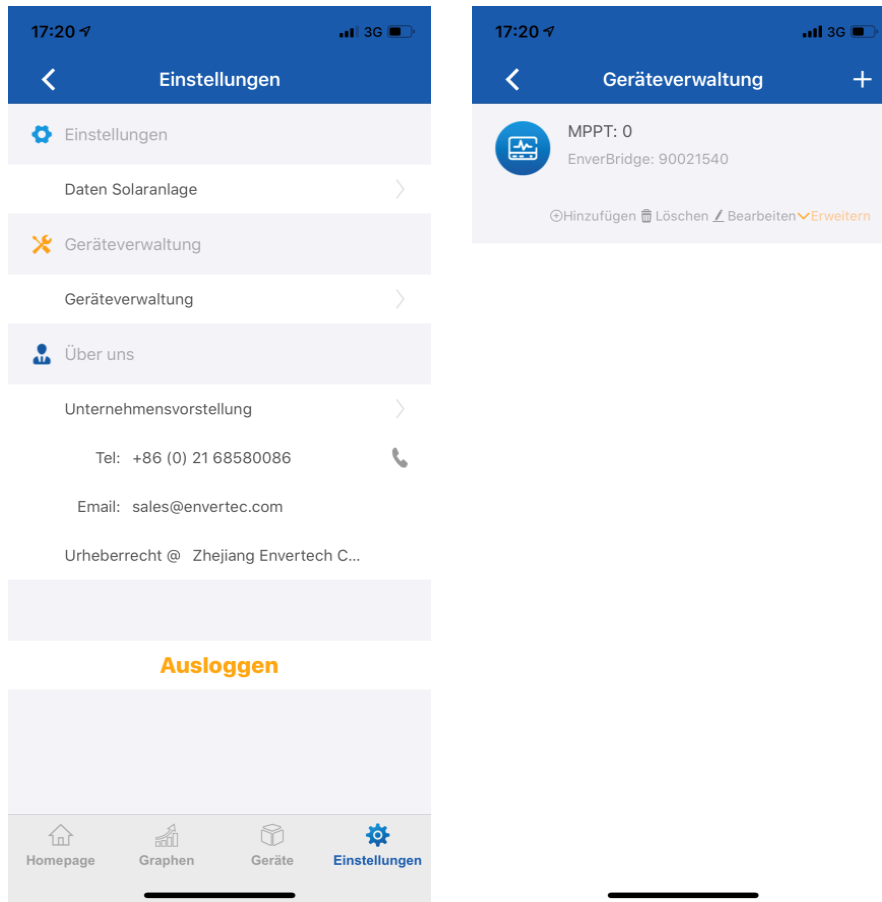 17:20
3G
Einstellungen
Einstellungen
Daten Solaranlage
Geräteverwaltung
Geräteverwaltung
Über uns
Unternehmensvorstellung
Tel: +86 (0) 21 68580086
Email: sales@envertec.com
Urheberrecht @ Zhejiang Envertech C...
Ausloggen
Homepage Graphen Geräte Einstellungen
17:20
3G
Geräteverwaltung
MPPT: 0
EnverBridge: 90021540
Hinzufügen Löschen Bearbeiten Erweitern